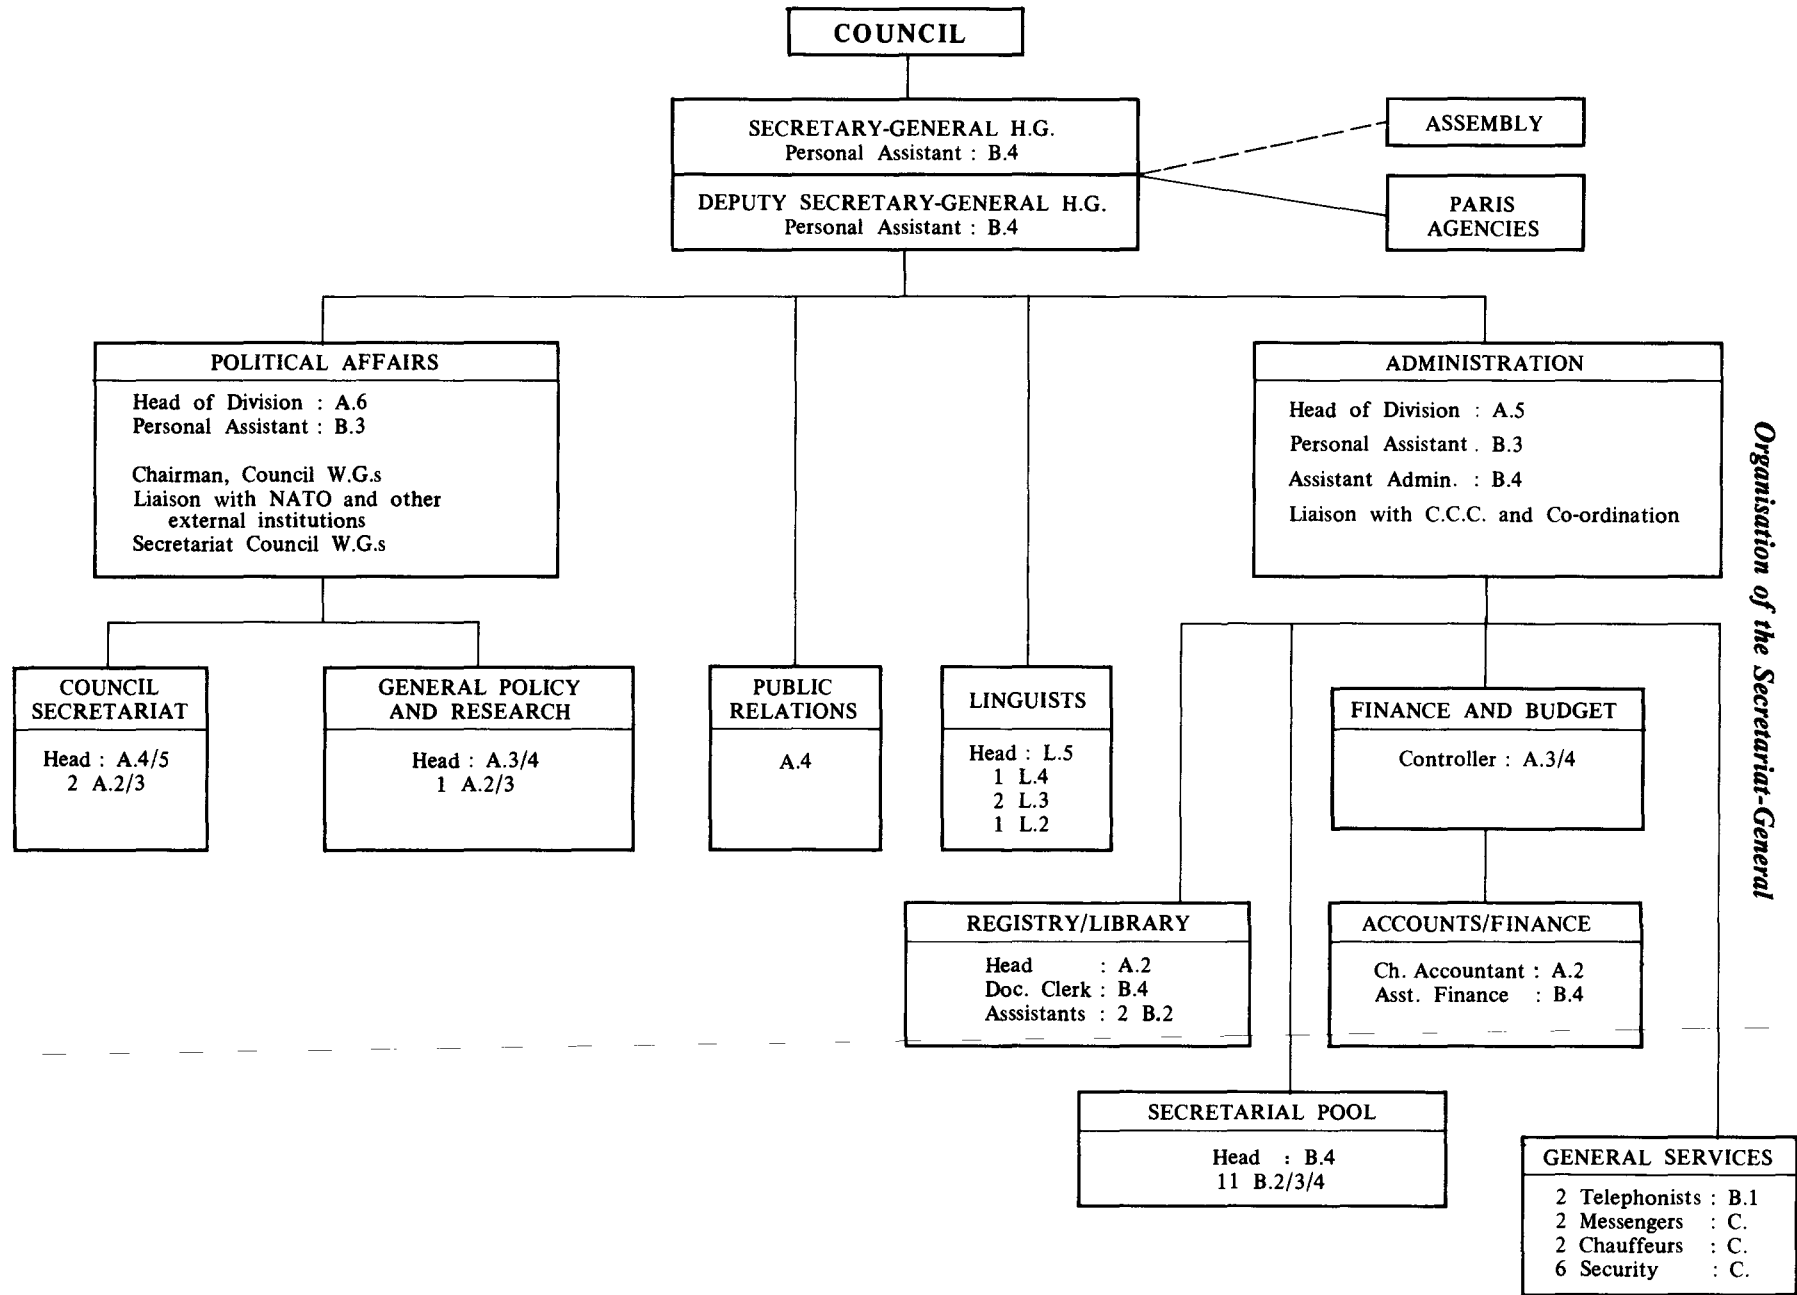 COUNCIL
SECRETARY-GENERAL H.G.
Personal Assistant : B.4
DEPUTY SECRETARY-GENERAL H.G.
Personal Assistant : B.4
ASSEMBLY
PARIS
AGENCIES
POLITICAL AFFAIRS
Head of Division : A.6
Personal Assistant : B.3
Chairman, Council W.G.s
Liaison with NATO and other
external institutions
Secretariat Council W.G.s
ADMINISTRATION
Head of Division : A.5
Personal Assistant . B.3
Assistant Admin. : B.4
Liaison with C.C.C. and Co-ordination
Organisation of the Secretariat-General
COUNCIL
SECRETARIAT
Head : A.4/5
2 A.2/3
GENERAL POLICY
AND RESEARCH
Head : A.3/4
1 A.2/3
PUBLIC
RELATIONS
A.4
LINGUISTS
Head : L.5
1 L.4
2 L.3
1 L.2
FINANCE AND BUDGET
Controller : A.3/4
REGISTRY/LIBRARY
Head : A.2
Doc. Clerk : B.4
Asssistants : 2 B.2
ACCOUNTS/FINANCE
Ch. Accountant : A.2
Asst. Finance : B.4
SECRETARIAL POOL
Head : B.4
11 B.2/3/4
GENERAL SERVICES
2 Telephonists : B.1
2 Messengers : C.
2 Chauffeurs : C.
6 Security : C.